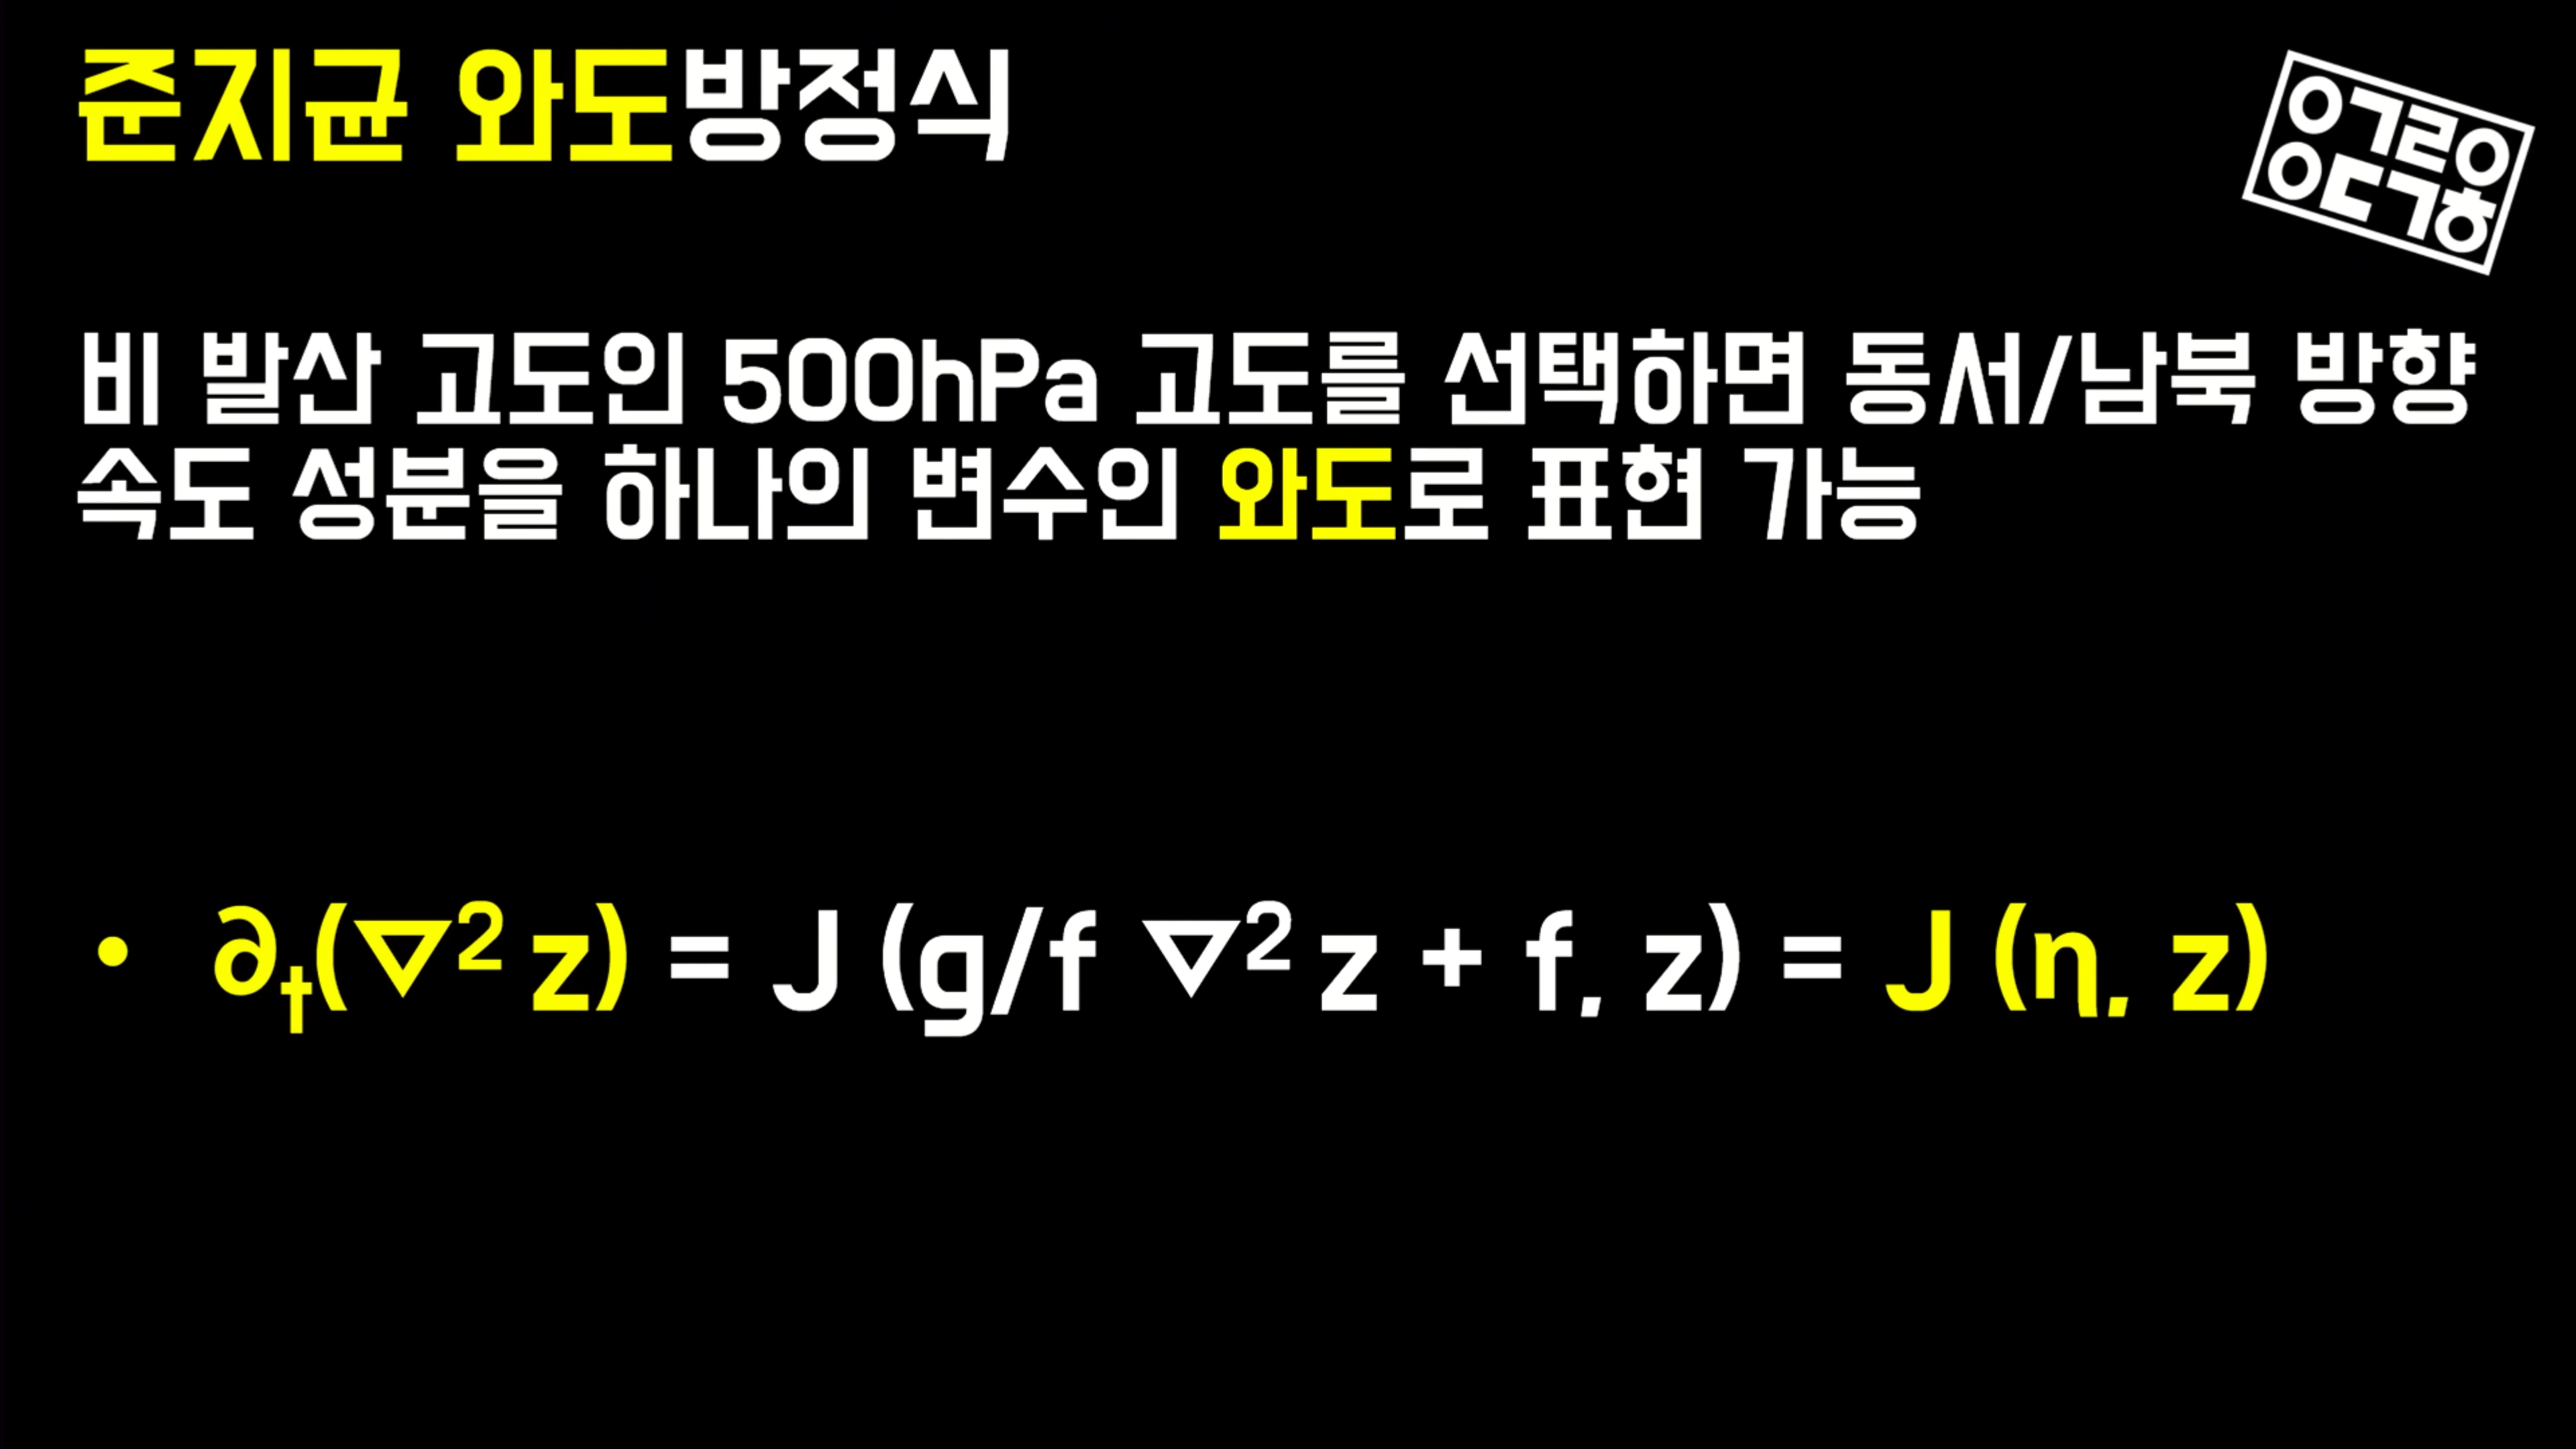 준지균 와도방정식
비 발산 고도인 500hPa 고도를 선택하면 동서/남북 방향
속도 성분을 하나의 변수인 와도로 표현 가능
• ∂ₜ(▽² z) = J (g/f ▽² z + f, z) = J (η, z)